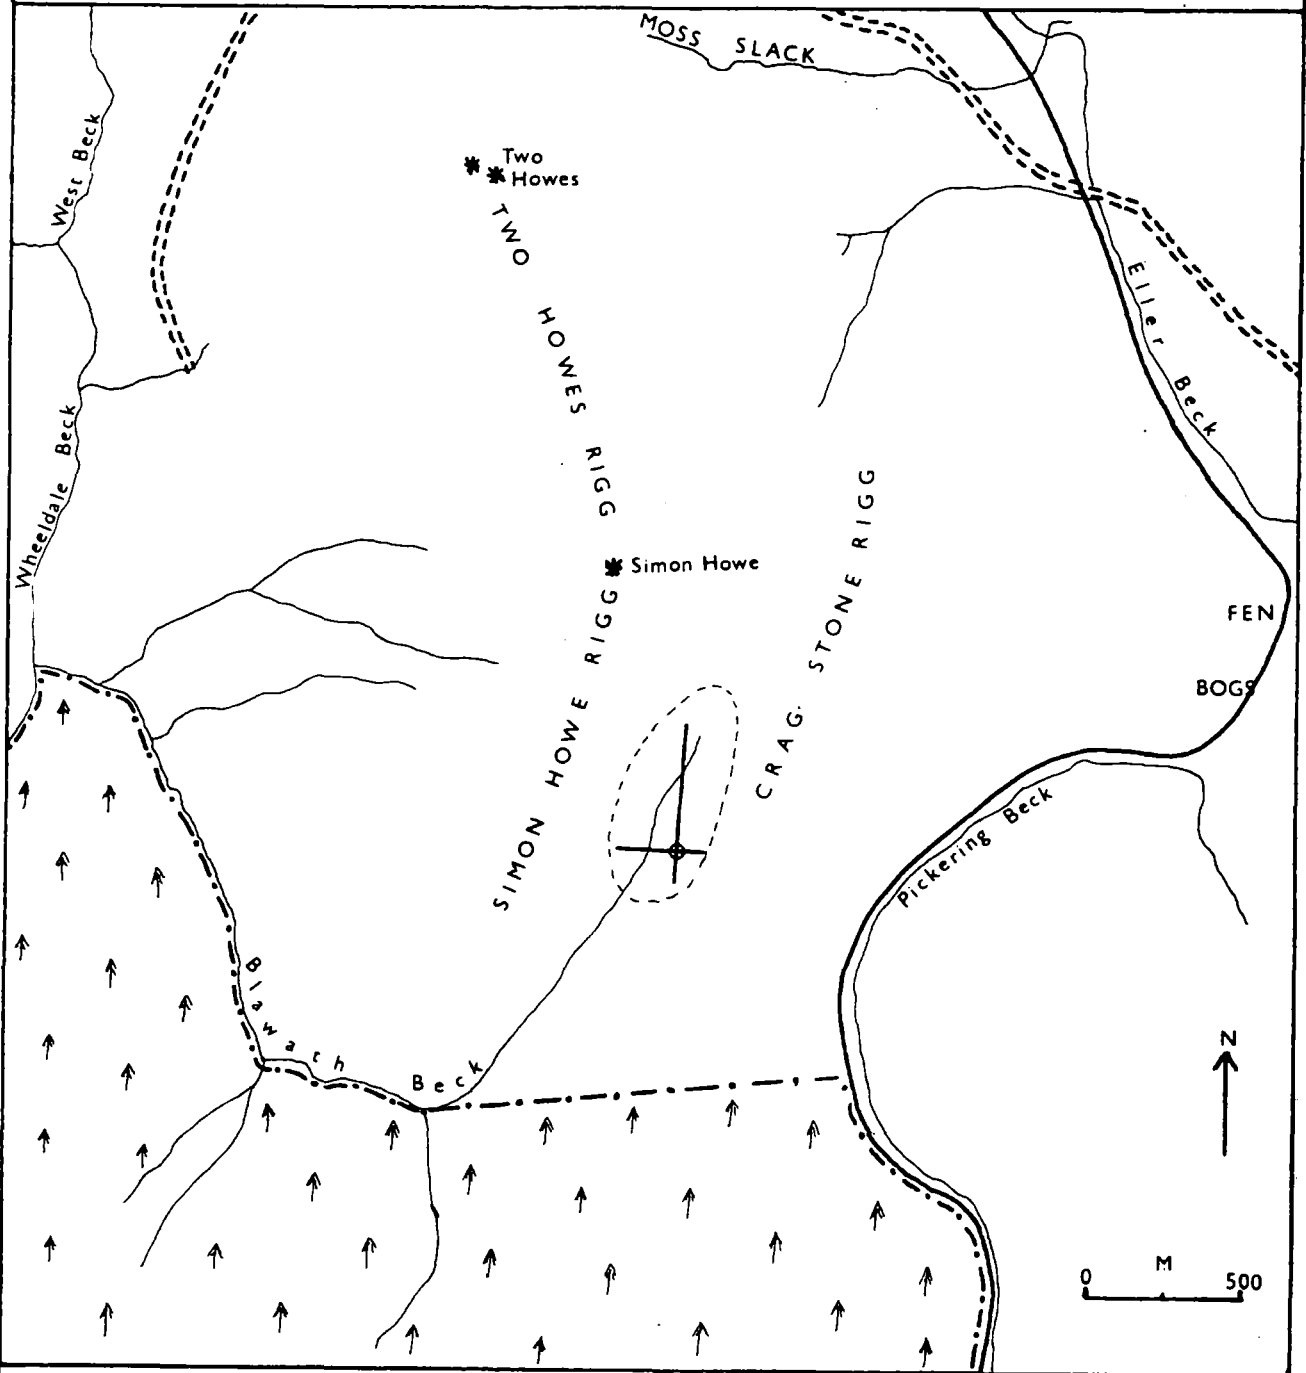 MOSS SLACK
West Beck
Two
Howes
TWO HOWES RIGG
Eller Beck
Wheeldale Beck
Simon Howe
SIMON HOWE RIGG
CRAG STONE RIGG
FEN
BOGS
Pickering Beck
Blawath Beck
N
M
0 500